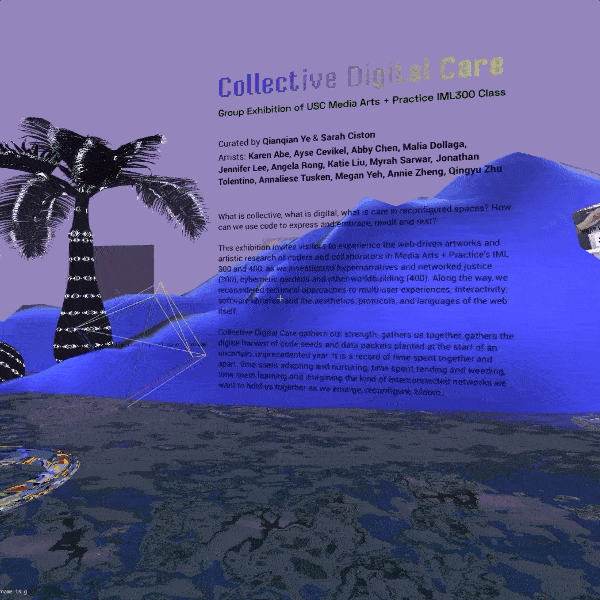 Collective Digital Care
Group Exhibition of USC Media Arts + Practice IML300 Class
Curated by Qianqian Ye & Sarah Ciston
Artists: Karen Abe, Ayse Cevikel, Abby Chen, Malia Dollaga,
Jennifer Lee, Angela Rong, Katie Liu, Myrah Sarwar, Jonathan
Tolentino, Annaliese Tusken, Megan Yeh, Annie Zheng, Qingyu Zhu
What is collective, what is digital, what is care in reconfigured spaces? How
can we use code to express and embrace, revolt and rest?
This exhibition invites visitors to experience the web-driven artworks and
artistic research of coders and collaborators in Media Arts + Practice's IML
300 and 400, as we investigated hypernarratives and networked justice
(300), cybernetic gardens and other worldbuilding (400). Along the way, we
reconsidered technical approaches to multi-user experiences, interactivity,
software libraries and the aesthetics, protocols, and languages of the web
itself.
Collective Digital Care gathers our strength, gathers us together, gathers the
digital harvest of code seeds and data packets planted at the start of an
uncertain, unprecedented year. It is a record of time spent together and
apart, time spent adapting and nurturing, time spent tending and weeding,
time spent learning and imagining the kind of interconnected networks we
want to hold us together as we emerge, reconfigure, bloom.